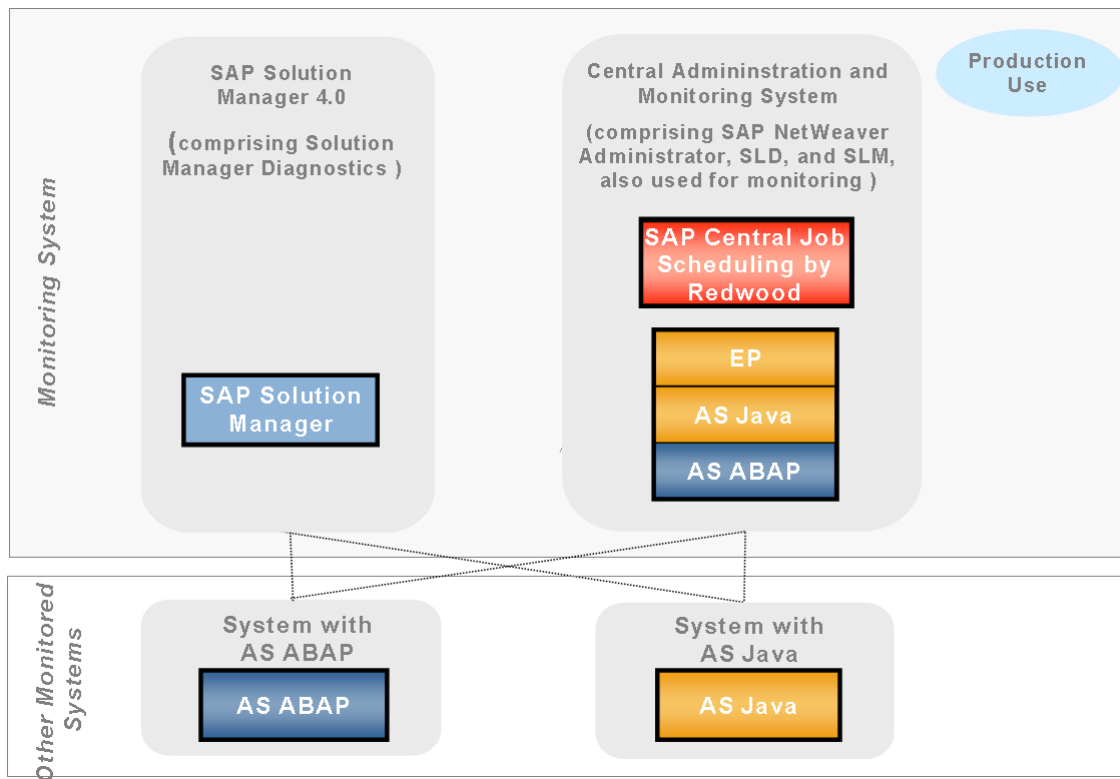 Monitoring System
SAP Solution
Manager 4.0
(comprising Solution
Manager Diagnostics )
SAP Solution
Manager
Central Admininstration and
Monitoring System
(comprising SAP NetWeaver
Administrator, SLD, and SLM,
also used for monitoring )
SAP Central Job
Scheduling by
Redwood
EP
AS Java
AS ABAP
Production
Use
Other Monitored
Systems
System with
AS ABAP
AS ABAP
System with
AS Java
AS Java